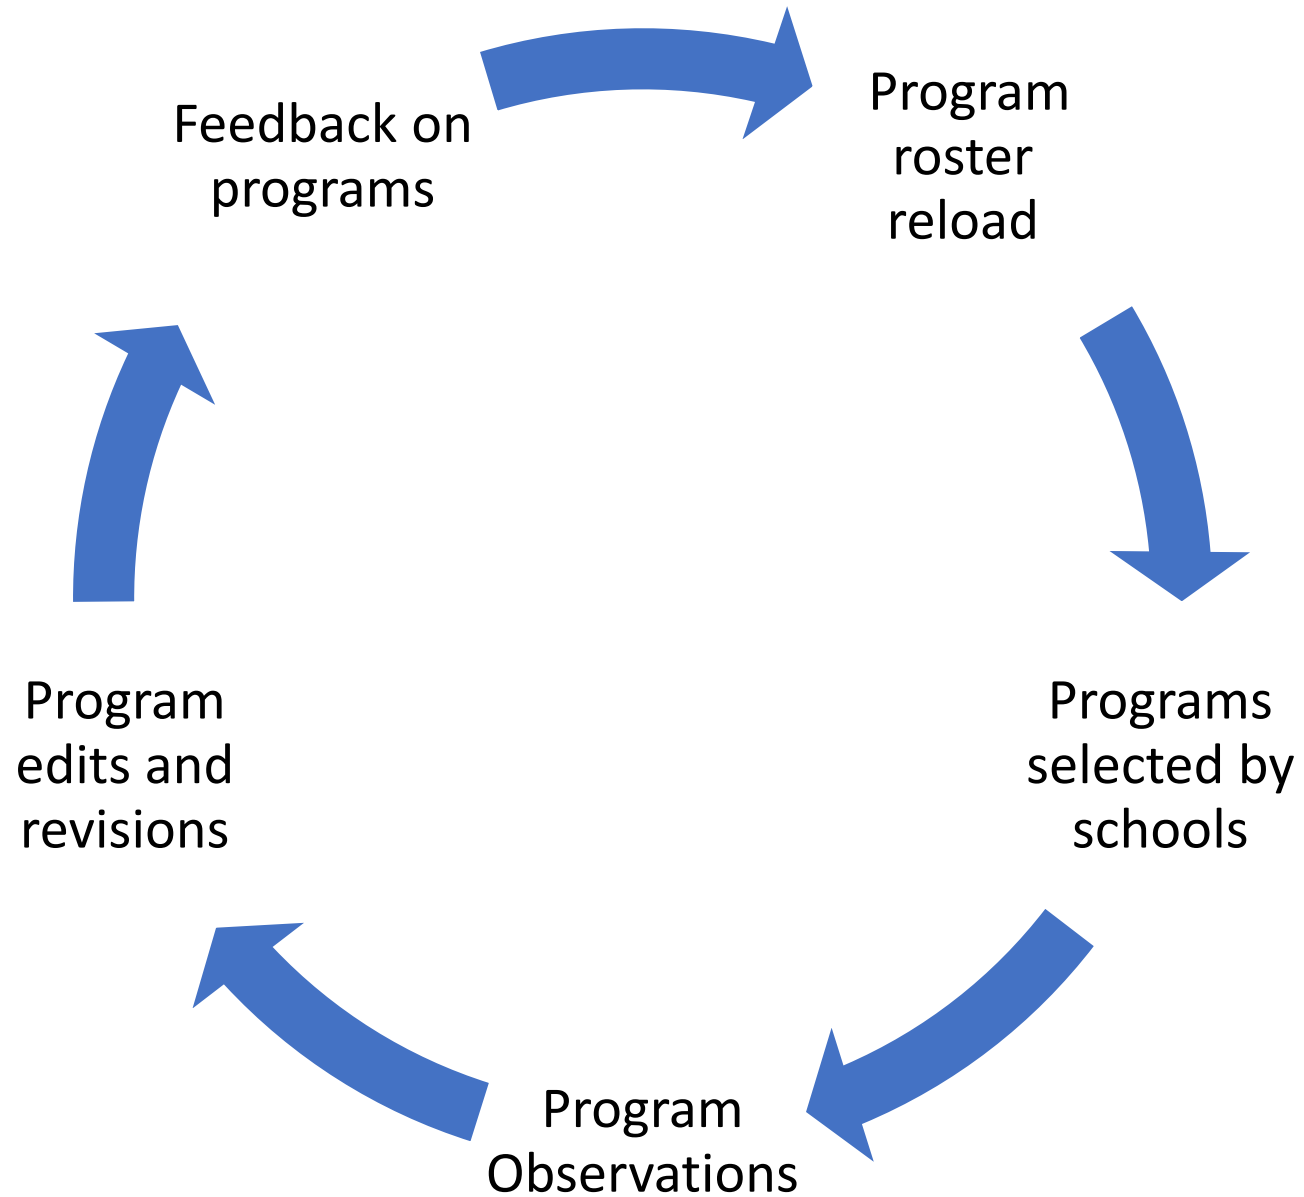 Feedback on
programs
Program
roster
reload
Programs
selected by
schools
Program
Observations
Program
edits and
revisions